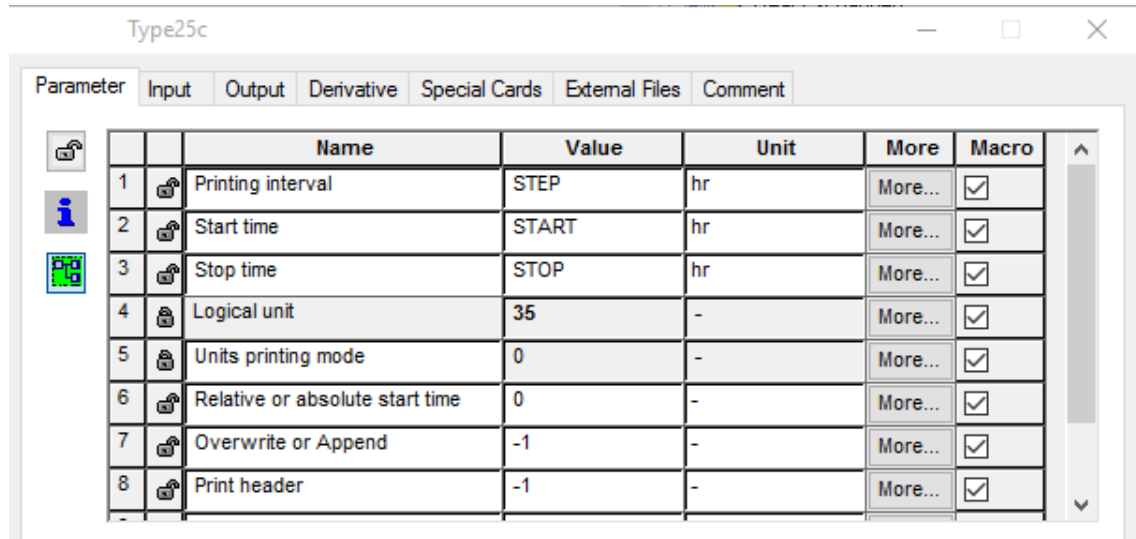 Type25c
Parameter Input Output Derivative Special Cards External Files Comment
Name Value Unit More Macro
1 Printing interval STEP hr More...
2 Start time START hr More...
3 Stop time STOP hr More...
4 Logical unit 35 - More...
5 Units printing mode 0 - More...
6 Relative or absolute start time 0 - More...
7 Overwrite or Append -1 - More...
8 Print header -1 - More...